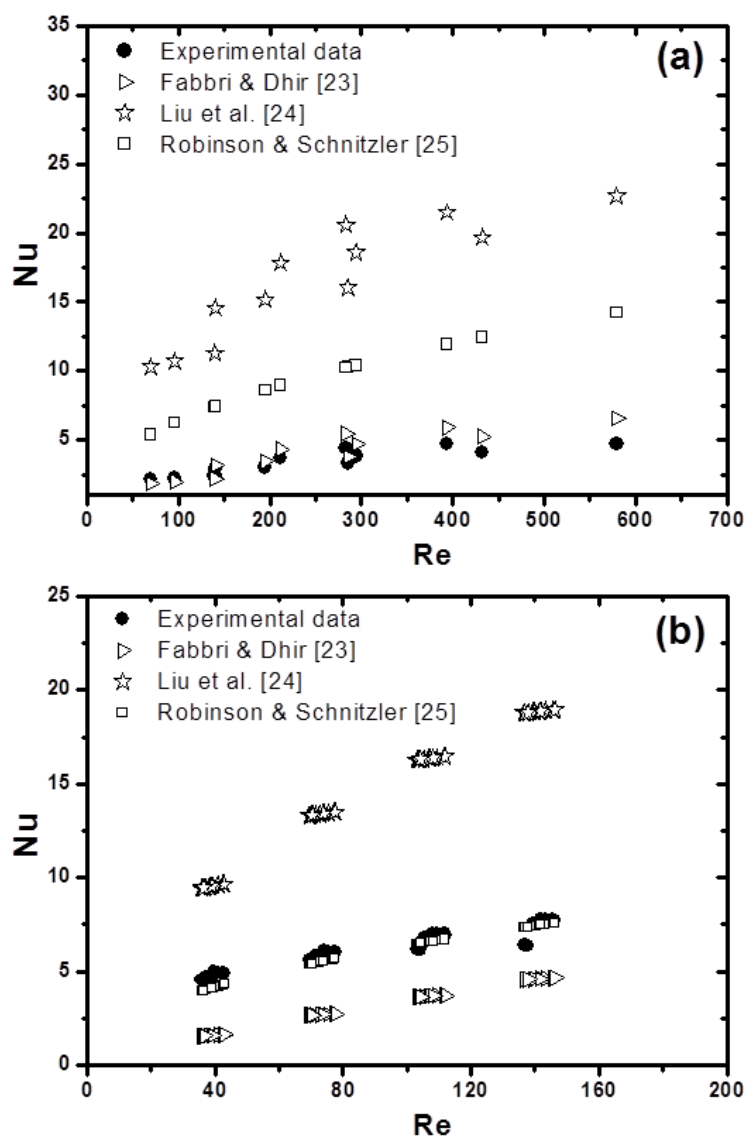 35
30
25
20
15
10
5
Nu
Experimental data
Fabbri & Dhir [23]
Liu et al. [24]
Robinson & Schnitzler [25]
(a)
0 100 200 300 400 500 600 700
Re
25
20
15
10
5
0
Nu
Experimental data
Fabbri & Dhir [23]
Liu et al. [24]
Robinson & Schnitzler [25]
(b)
0 40 80 120 160 200
Re